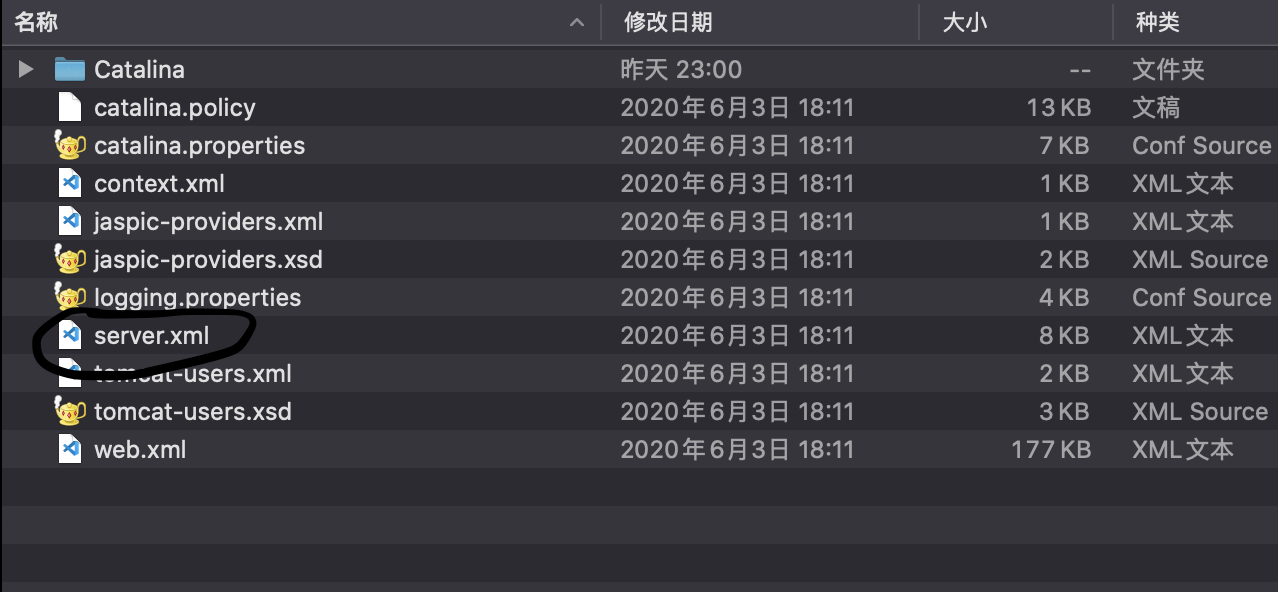 名称 修改日期 大小 种类
Catalina 昨天 23:00 -- 文件夹
catalina.policy 2020年6月3日 18:11 13 KB 文稿
catalina.properties 2020年6月3日 18:11 7 KB Conf Source
context.xml 2020年6月3日 18:11 1 KB XML文本
jaspic-providers.xml 2020年6月3日 18:11 1 KB XML文本
jaspic-providers.xsd 2020年6月3日 18:11 2 KB XML Source
logging.properties 2020年6月3日 18:11 4 KB Conf Source
server.xml 2020年6月3日 18:11 8 KB XML文本
tomcat-users.xml 2020年6月3日 18:11 2 KB XML文本
tomcat-users.xsd 2020年6月3日 18:11 3 KB XML Source
web.xml 2020年6月3日 18:11 177 KB XML文本